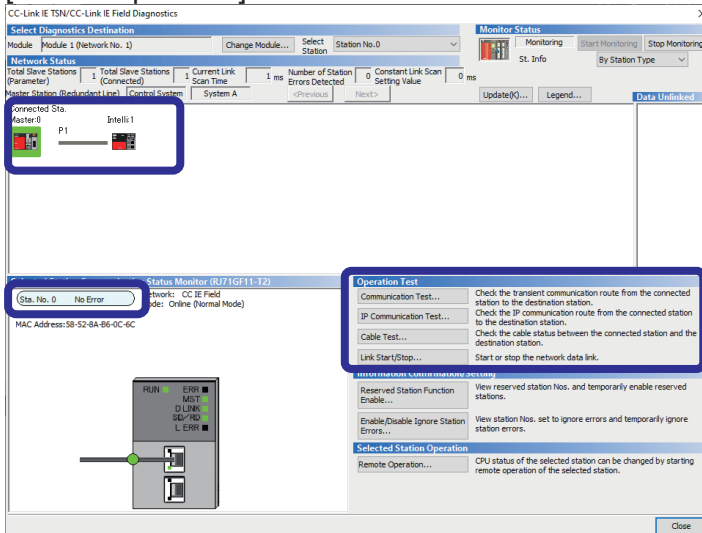 CC-Link IE TSN/CC-Link IE Field Diagnostics
Select Diagnostics Destination
Module Module 1 (Network No. 1) Change Module... Select Station Station No.0
Monitor Status
Monitoring Start Monitoring Stop Monitoring
St. Info By Station Type
Network Status
Total Slave Stations (Parameter) 1 Total Slave Stations (Connected) 1 Current Link Scan Time 1 ms Number of Station Errors Detected 0 Constant Link Scan Setting Value 0 ms
Master Station (Redundant Line) Control System System A <Previous Next> Update(K)... Legend...
Data Unlinked
Connected Sta.
Master:0 Intelli:1
P1
Status Monitor (RJ71GF11-T2)
Sta. No. 0 No Error
CC IE Field
Online (Normal Mode)
MAC Address:58-52-8A-B6-0C-6C
RUN ERR
MST
D LINK
SD/RD
L ERR
Operation Test
Communication Test... Check the transient communication route from the connected station to the destination station.
IP Communication Test... Check the IP communication route from the connected station to the destination station.
Cable Test... Check the cable status between the connected station and the destination station.
Link Start/Stop... Start or stop the network data link.
Information Confirmation/Setting
Reserved Station Function Enable... View reserved station Nos. and temporarily enable reserved stations.
Enable/Disable Ignore Station Errors... View station Nos. set to ignore errors and temporarily ignore station errors.
Selected Station Operation
Remote Operation... CPU status of the selected station can be changed by starting remote operation of the selected station.
Close